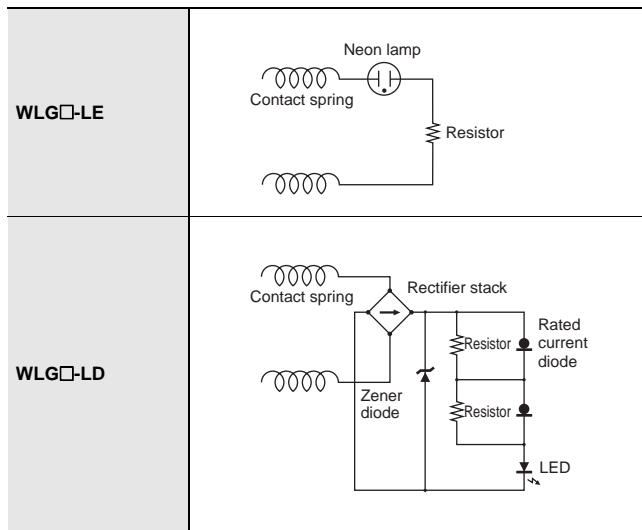 WLG□-LE
Neon lamp
Contact spring
Resistor
WLG□-LD
Contact spring
Rectifier stack
Rated
current
diode
Resistor
Zener
diode
Resistor
LED